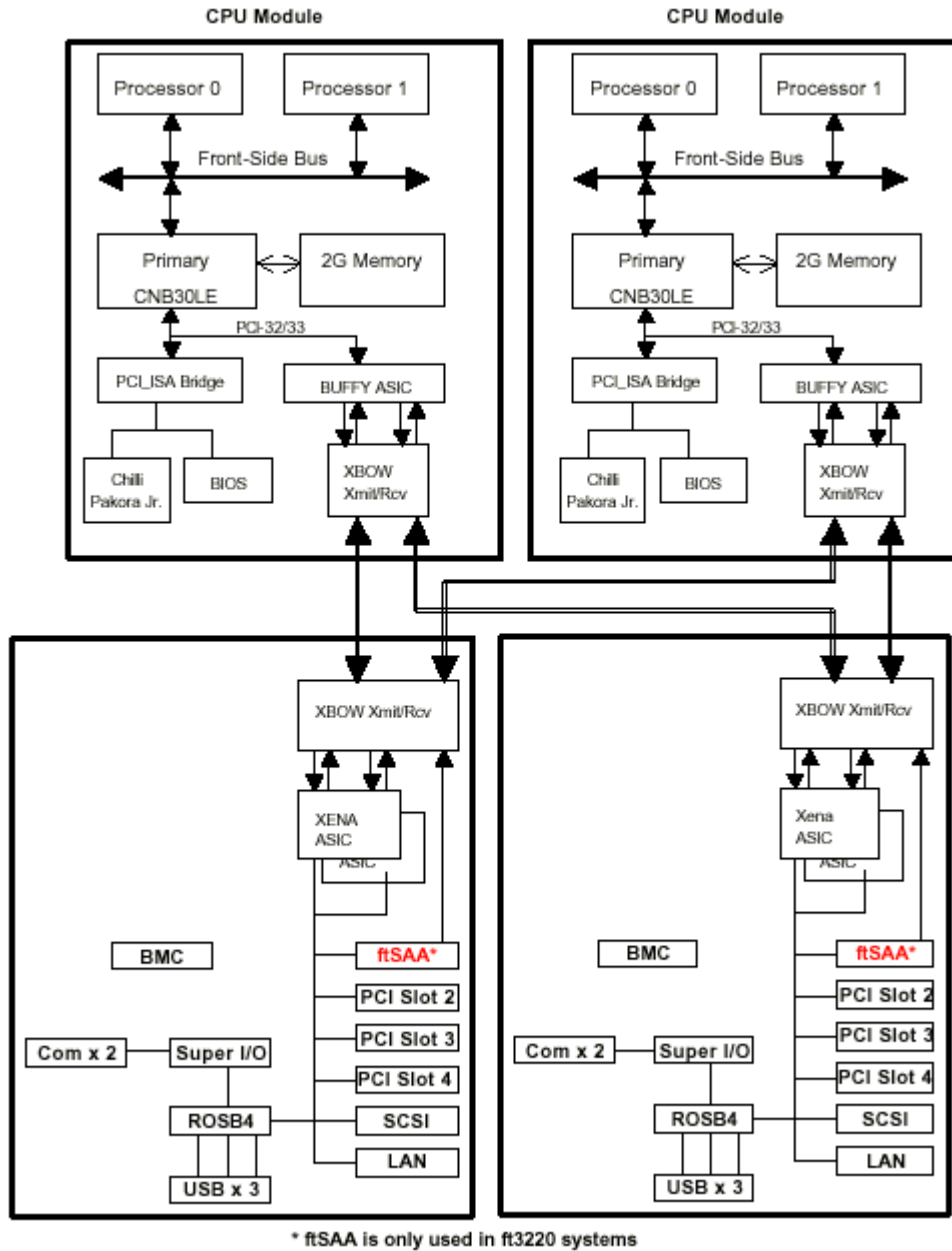 CPU Module
CPU Module
Processor 0
Processor 1
Front-Side Bus
Primary
CNB30LE
2G Memory
PCI-32/33
PCI_ISA Bridge
BUFFY ASIC
Chilli
Pakora Jr.
BIOS
XBOW
Xmit/Rcv
Processor 0
Processor 1
Front-Side Bus
Primary
CNB30LE
2G Memory
PCI-32/33
PCI_ISA Bridge
BUFFY ASIC
Chilli
Pakora Jr.
BIOS
XBOW
Xmit/Rcv
XBOW Xmit/Rcv
XENA
ASIC
ASIC
BMC
ftSAA*
PCI Slot 2
PCI Slot 3
Com x 2
Super I/O
PCI Slot 4
ROSB4
SCSI
LAN
USB x 3
XBOW Xmit/Rcv
Xena
ASIC
ASIC
BMC
ftSAA*
PCI Slot 2
PCI Slot 3
Com x 2
Super I/O
PCI Slot 4
ROSB4
SCSI
LAN
USB x 3
* ftSAA is only used in ft3220 systems